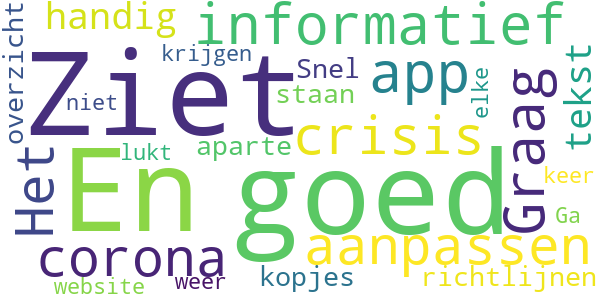 overzicht handig informatief
Ziet krijgen Snel app tekst
niet staan elke Graag
Het En goed crisis
lukt aparte keer
corona aanpassen Ga
website weer kopjes richtlijnen